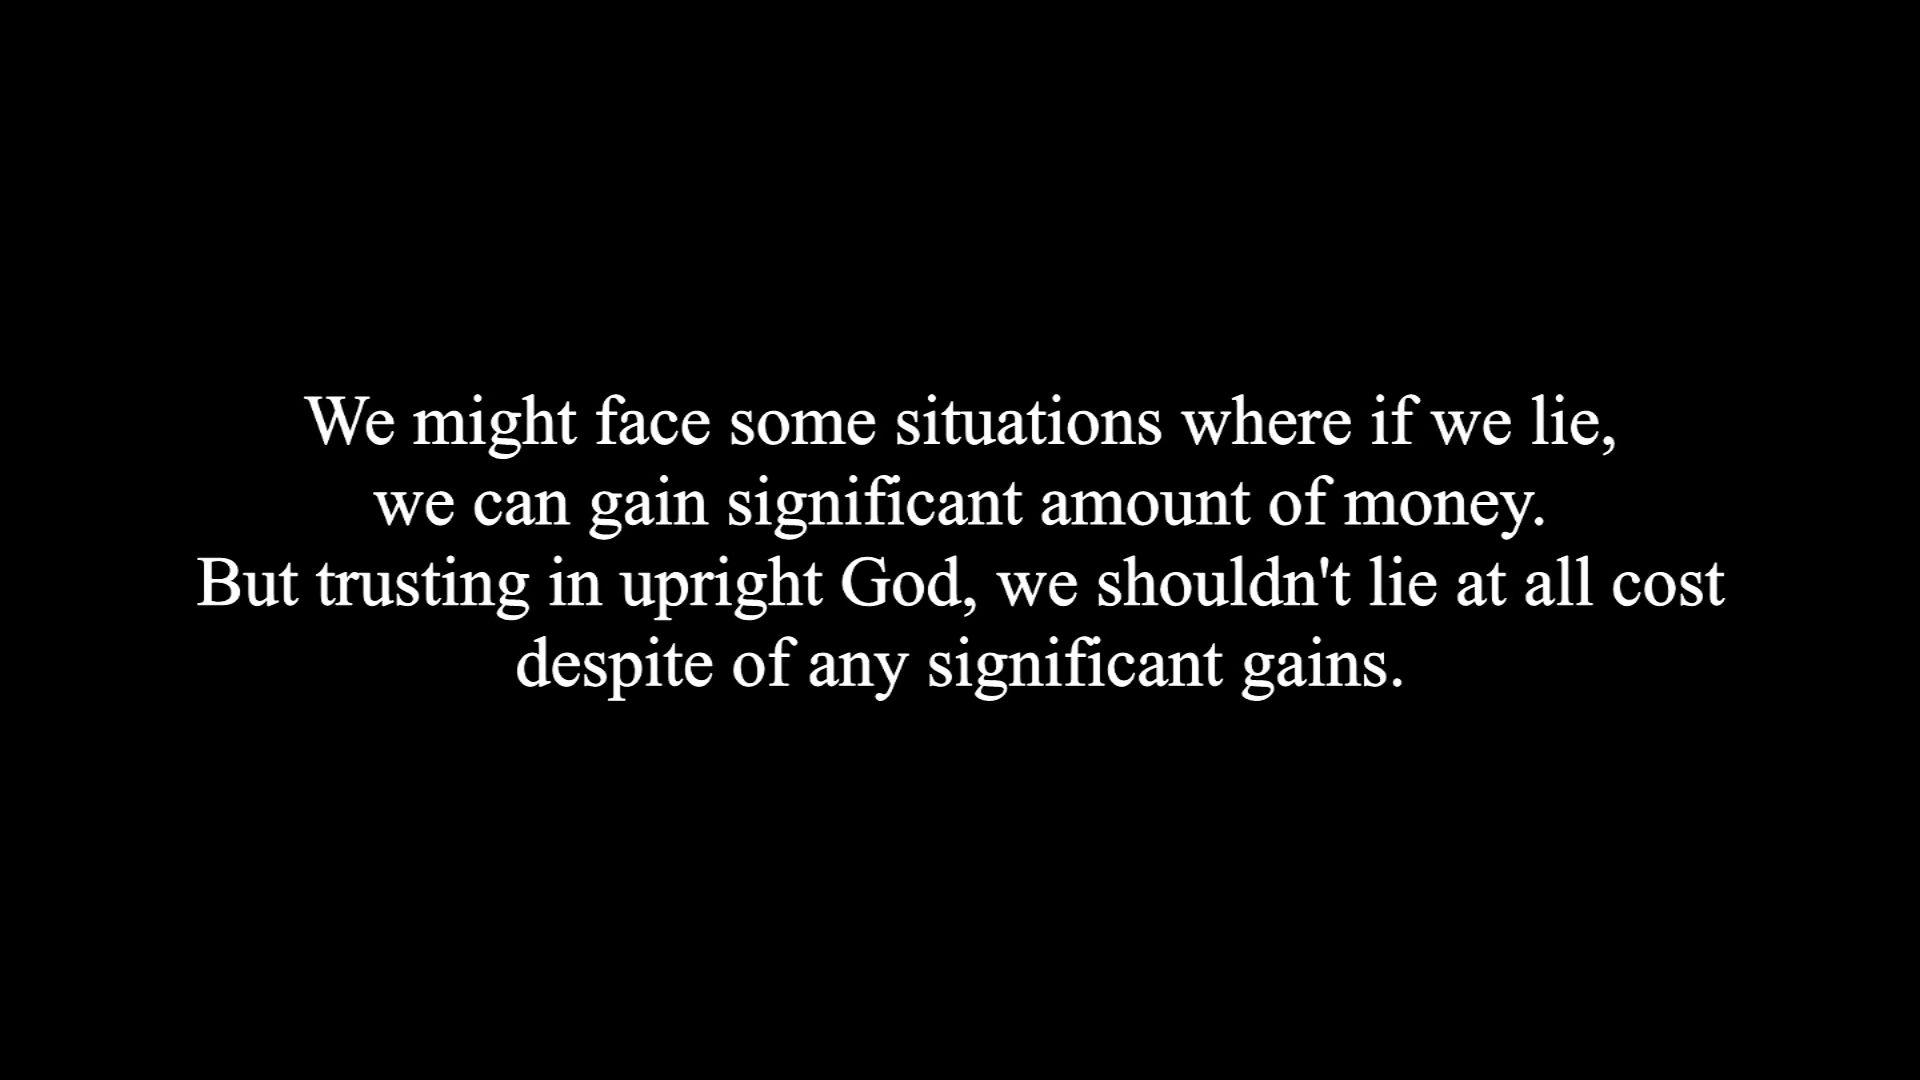 We might face some situations where if we lie,
we can gain significant amount of money.
But trusting in upright God, we shouldn't lie at all cost
despite of any significant gains.